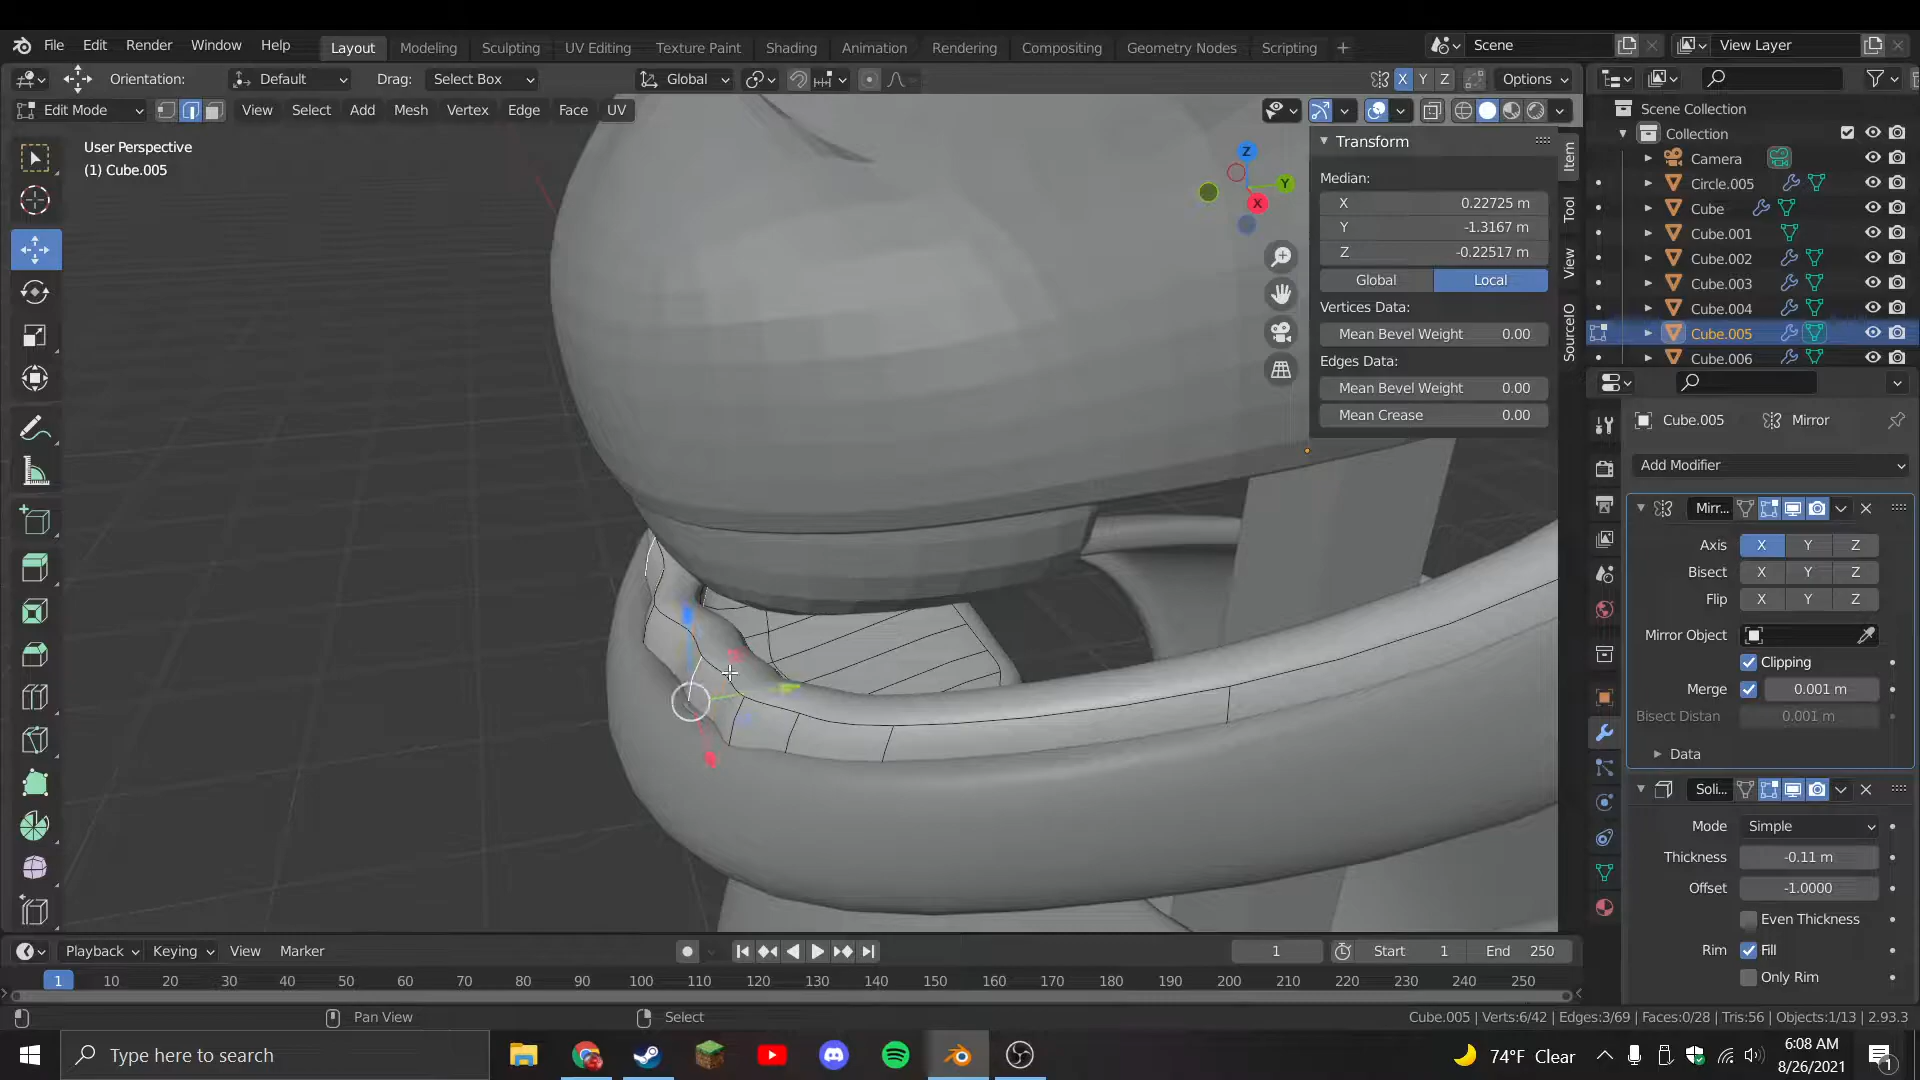 File Edit Render Window Help Layout Modeling Sculpting UV Editing Texture Paint Shading Animation Rendering Compositing Geometry Nodes Scripting + Scene View Layer
Orientation: Default Drag: Select Box Global X Y Z Options
Edit Mode View Select Add Mesh Vertex Edge Face UV
User Perspective
(1) Cube.005
Z
Y
X
Transform
Median:
X 0.22725 m
Y -1.3167 m
Z -0.22517 m
Global Local
Vertices Data:
Mean Bevel Weight 0.00
Edges Data:
Mean Bevel Weight 0.00
Mean Crease 0.00
Item
Tool
View
SourceIO
Scene Collection
Collection
Camera
Circle.005
Cube
Cube.001
Cube.002
Cube.003
Cube.004
Cube.005
Cube.006
Cube.005 Mirror
Add Modifier
Mirr...
Axis X Y Z
Bisect X Y Z
Flip X Y Z
Mirror Object
Clipping
Merge 0.001 m
Bisect Distan 0.001 m
Data
Soli...
Mode Simple
Thickness -0.11 m
Offset -1.0000
Even Thickness
Rim Fill
Only Rim
Playback Keying View Marker 1 Start 1 End 250
1 10 20 30 40 50 60 70 80 90 100 110 120 130 140 150 160 170 180 190 200 210 220 230 240 250
Pan View Select Cube.005 | Verts:6/42 | Edges:3/69 | Faces:0/28 | Tris:56 | Objects:1/13 | 2.93.3
Type here to search 74°F Clear 6:08 AM
8/26/2021 1